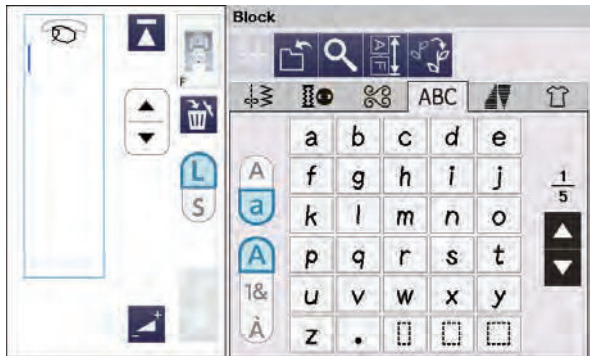 Block
F
L
S
ABC
A
a
A
1&
À
a b c d e
f g h i j
k l m n o
p q r s t
u v w x y
z .
1
5